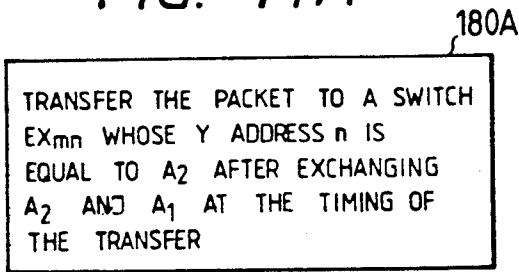 180A
TRANSFER THE PACKET TO A SWITCH
EXmn WHOSE Y ADDRESS n IS
EQUAL TO A2 AFTER EXCHANGING
A2 AND A1 AT THE TIMING OF
THE TRANSFER